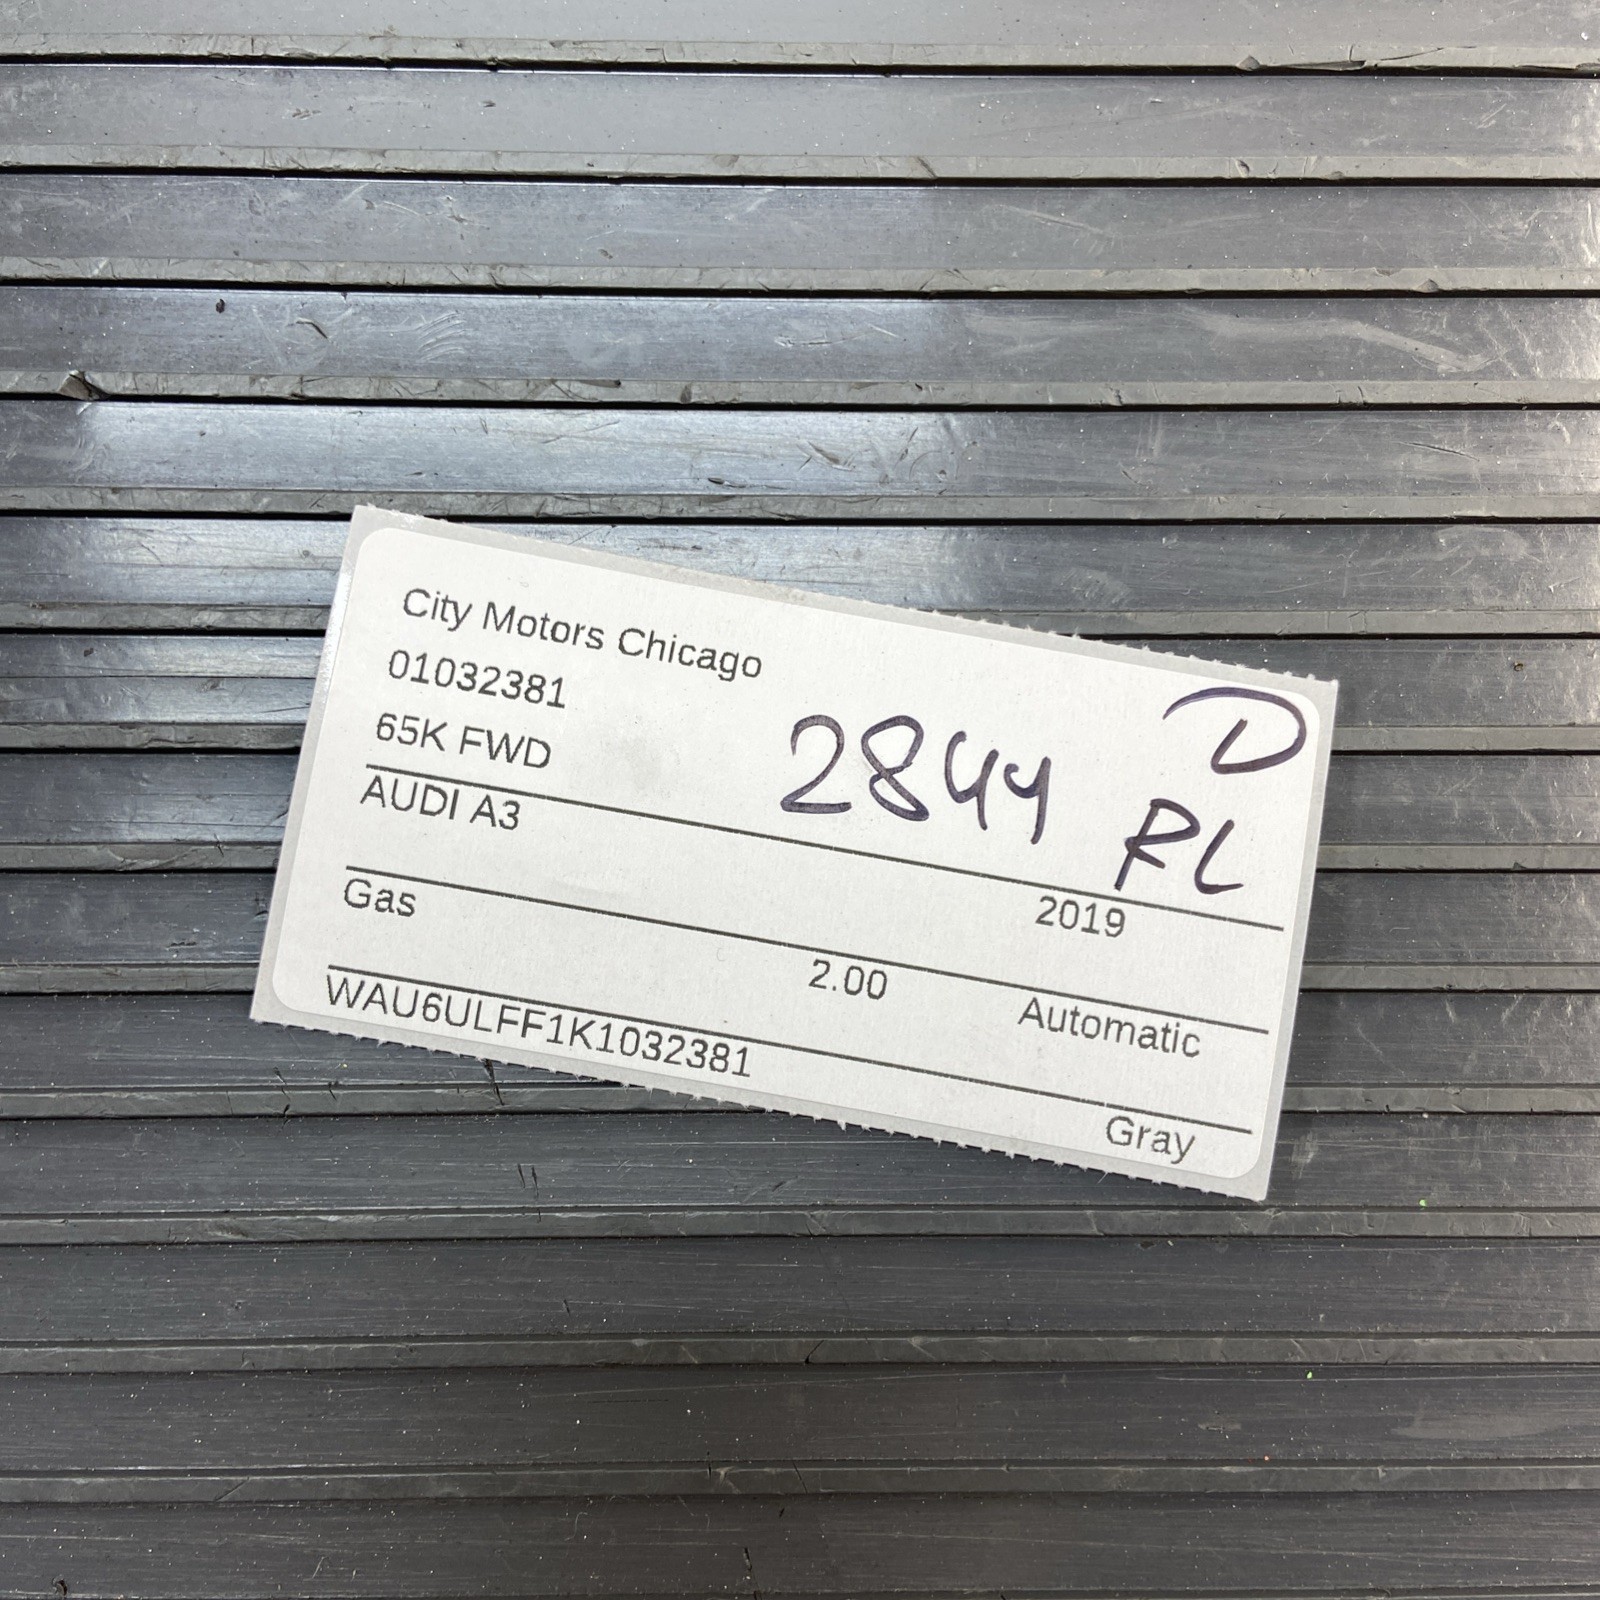 City Motors Chicago
01032381
65K FWD
2844
D
RL
AUDI A3
2019
Gas
2.00
Automatic
WAU6ULFF1K1032381
Gray